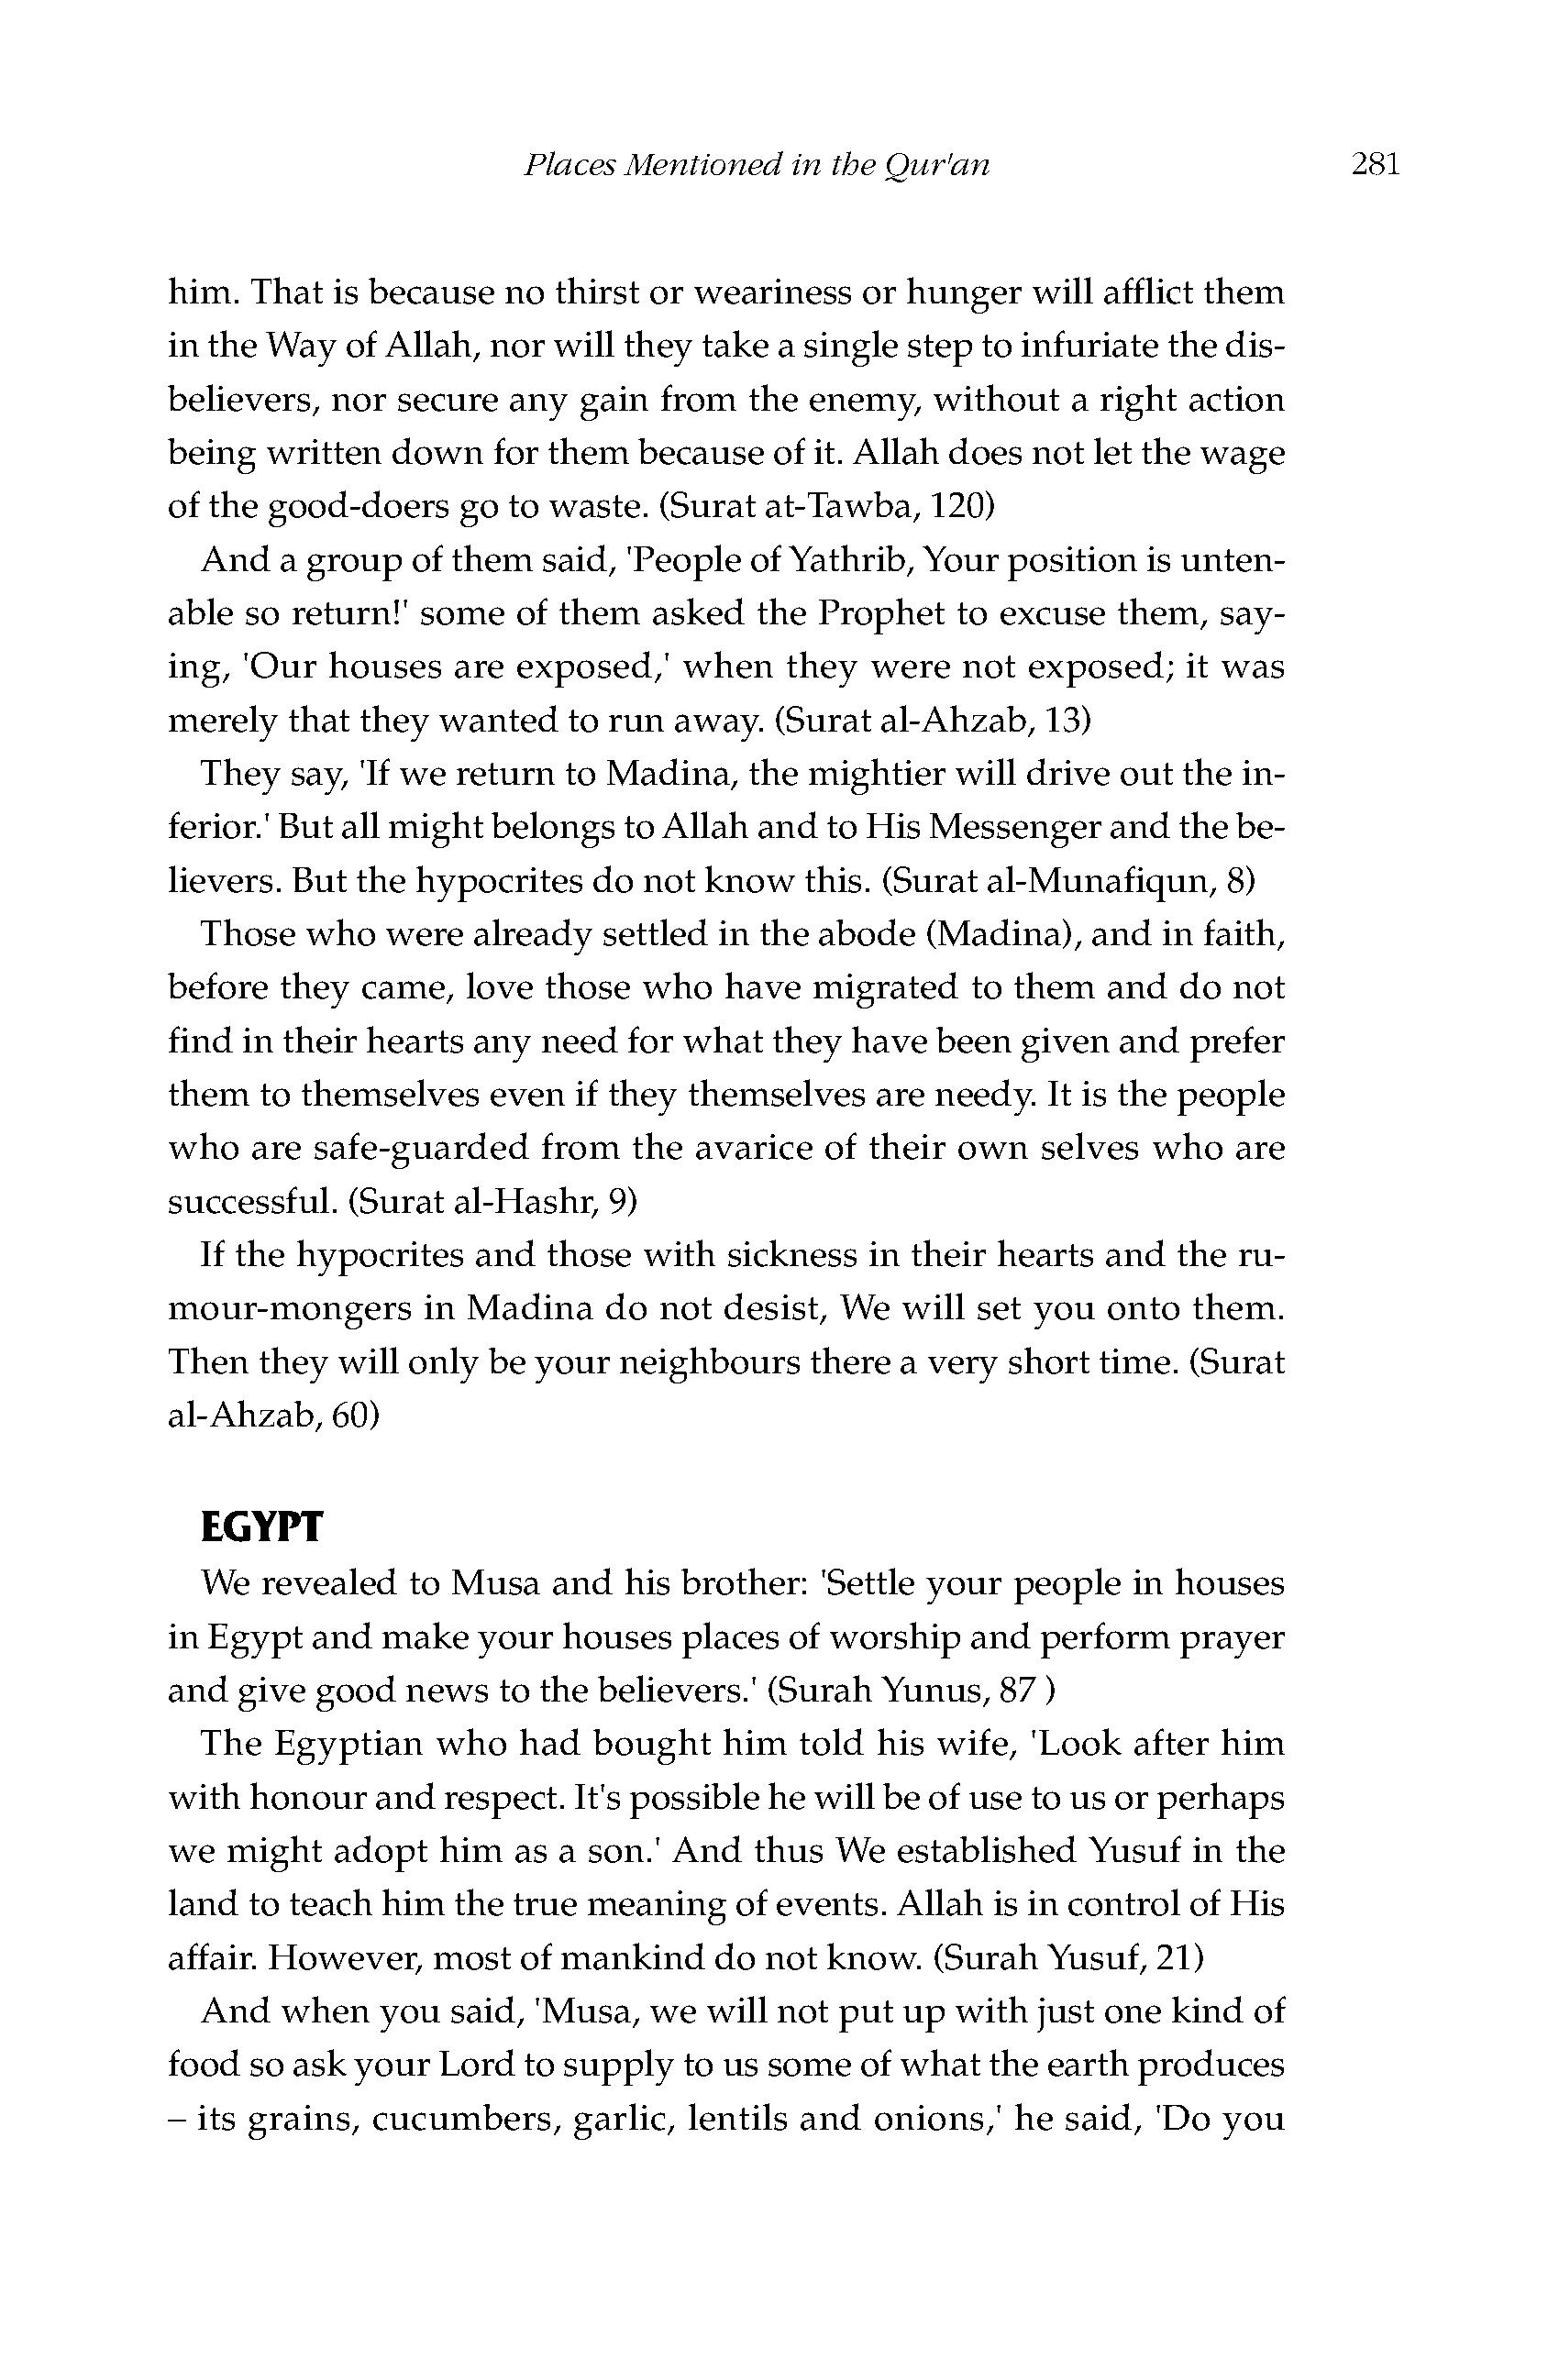 Places Mentioned in the Qur'an 281
him. That is because no thirst or weariness or hunger will afflict them
in the Way of Allah, nor will they take a single step to infuriate the dis-
believers, nor secure any gain from the enemy, without a right action
being written down for them because of it. Allah does not let the wage
of the good-doers go to waste. (Surat at-Tawba, 120)
And a group of them said, 'People of Yathrib, Your position is unten-
able so return!' some of them asked the Prophet to excuse them, say-
ing, 'Our houses are exposed,' when they were not exposed; it was
merely that they wanted to run away. (Surat al-Ahzab, 13)
They say, 'If we return to Madina, the mightier will drive out the in-
ferior.' But all might belongs to Allah and to His Messenger and the be-
lievers. But the hypocrites do not know this. (Surat al-Munafiqun, 8)
Those who were already settled in the abode (Madina), and in faith,
before they came, love those who have migrated to them and do not
find in their hearts any need for what they have been given and prefer
them to themselves even if they themselves are needy. It is the people
who are safe-guarded from the avarice of their own selves who are
successful. (Surat al-Hashr, 9)
If the hypocrites and those with sickness in their hearts and the ru-
mour-mongers in Madina do not desist, We will set you onto them.
Then they will only be your neighbours there a very short time. (Surat
al-Ahzab, 60)
EGYPT
We revealed to Musa and his brother: 'Settle your people in houses
in Egypt and make your houses places of worship and perform prayer
and give good news to the believers.' (Surah Yunus, 87 )
The Egyptian who had bought him told his wife, 'Look after him
with honour and respect. It's possible he will be of use to us or perhaps
we might adopt him as a son.' And thus We established Yusuf in the
land to teach him the true meaning of events. Allah is in control of His
affair. However, most of mankind do not know. (Surah Yusuf, 21)
And when you said, 'Musa, we will not put up with just one kind of
food so ask your Lord to supply to us some of what the earth produces
– its grains, cucumbers, garlic, lentils and onions,' he said, 'Do you